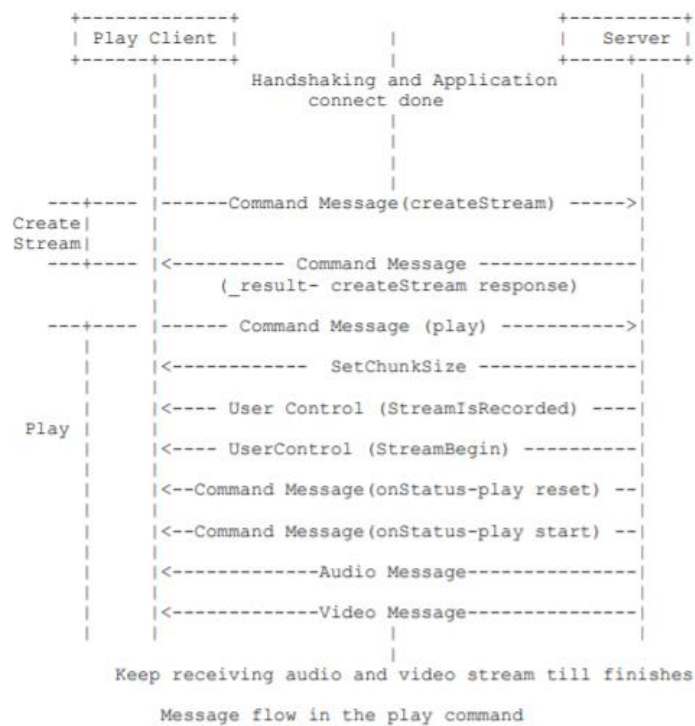 Play Client Server
Handshaking and Application
connect done
------Command Message(createStream) ----->
Create
Stream
<---------- Command Message --------------
(_result- createStream response)
------ Command Message (play) ----------->
<------------ SetChunkSize --------------
<---- User Control (StreamIsRecorded) ----
Play
<---- UserControl (StreamBegin) ----------
<--Command Message(onStatus-play reset) --
<--Command Message(onStatus-play start) --
<-------------Audio Message---------------
<-------------Video Message---------------
Keep receiving audio and video stream till finishes
Message flow in the play command